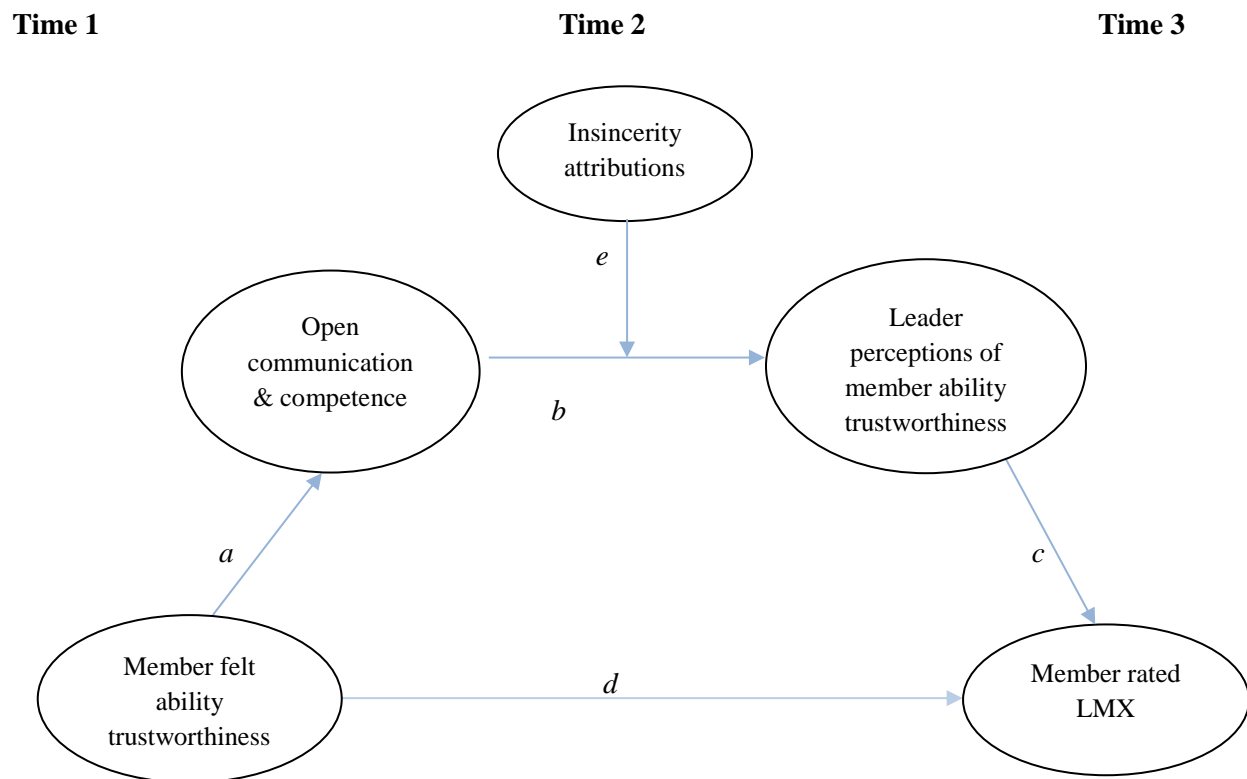 Time 1
Time 2
Time 3
Insincerity
attributions
e
Open
communication
& competence
b
Leader
perceptions of
member ability
trustworthiness
a
c
Member felt
ability
trustworthiness
d
Member rated
LMX